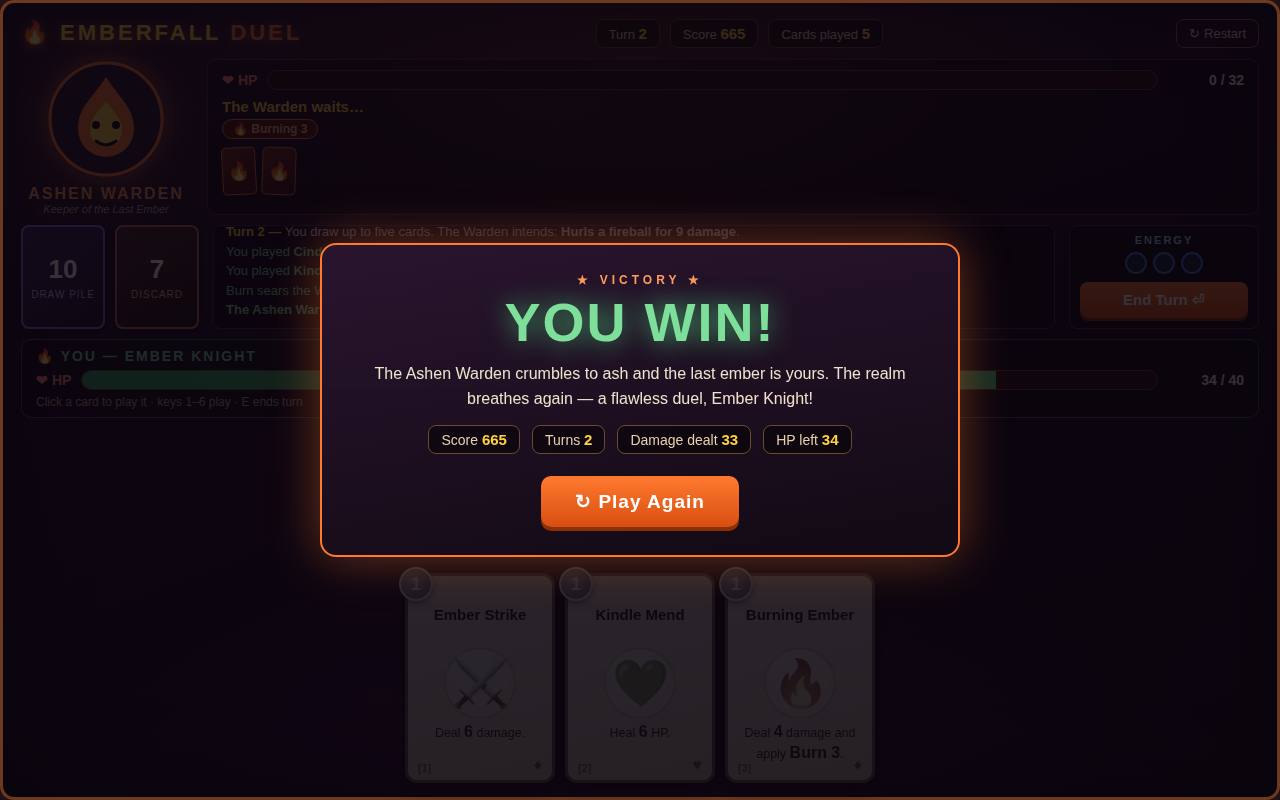 🔥 EMBERFALL DUEL
Turn 2 Score 665 Cards played 5
↻ Restart
❤ HP 0 / 32
The Warden waits…
🔥 Burning 3
ASHEN WARDEN
Keeper of the Last Ember
10
DRAW PILE
7
DISCARD
Turn 2 — You draw up to five cards. The Warden intends: Hurls a fireball for 9 damage.
You played Cind
You played Kind
Burn sears the W
The Ashen War
ENERGY
End Turn ⏎
🔥 YOU — EMBER KNIGHT
❤ HP 34 / 40
Click a card to play it · keys 1–6 play · E ends turn
★ VICTORY ★
YOU WIN!
The Ashen Warden crumbles to ash and the last ember is yours. The realm
breathes again — a flawless duel, Ember Knight!
Score 665 Turns 2 Damage dealt 33 HP left 34
↻ Play Again
1
Ember Strike
Deal 6 damage.
[1] ♦
1
Kindle Mend
Heal 6 HP.
[2] ♥
1
Burning Ember
Deal 4 damage and
apply Burn 3.
[3] ♦